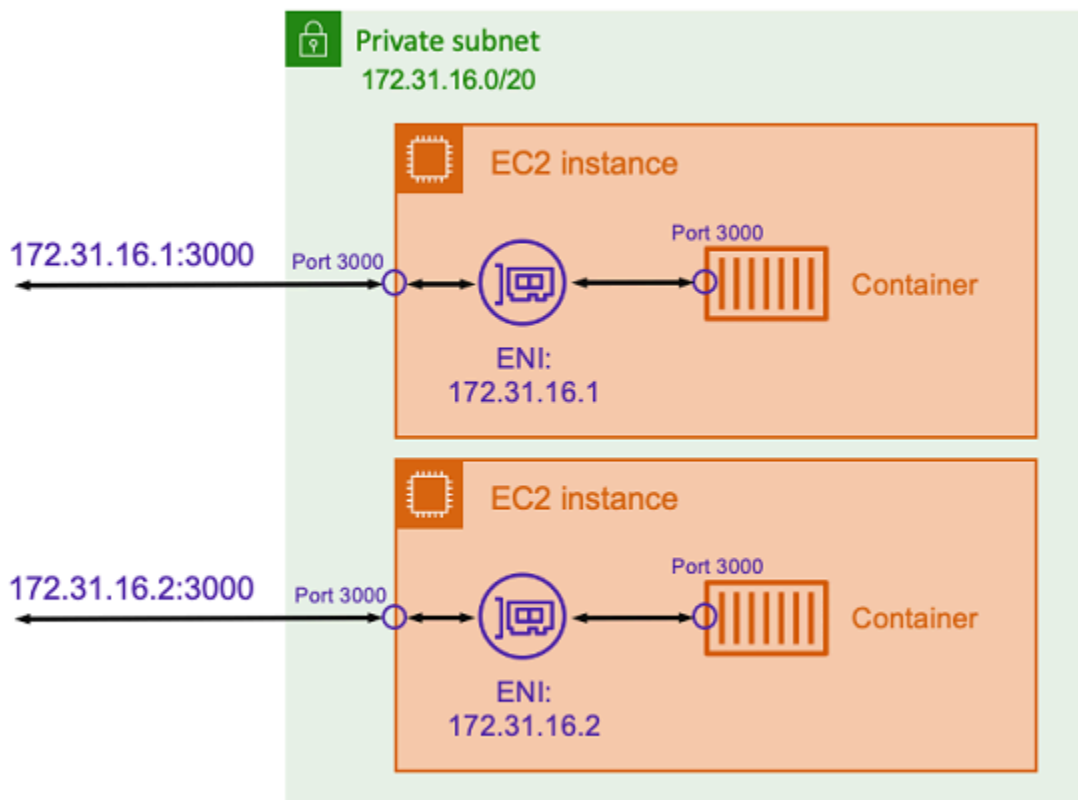 Private subnet
172.31.16.0/20
EC2 instance
172.31.16.1:3000
Port 3000
Port 3000
Container
ENI:
172.31.16.1
EC2 instance
172.31.16.2:3000
Port 3000
Port 3000
Container
ENI:
172.31.16.2